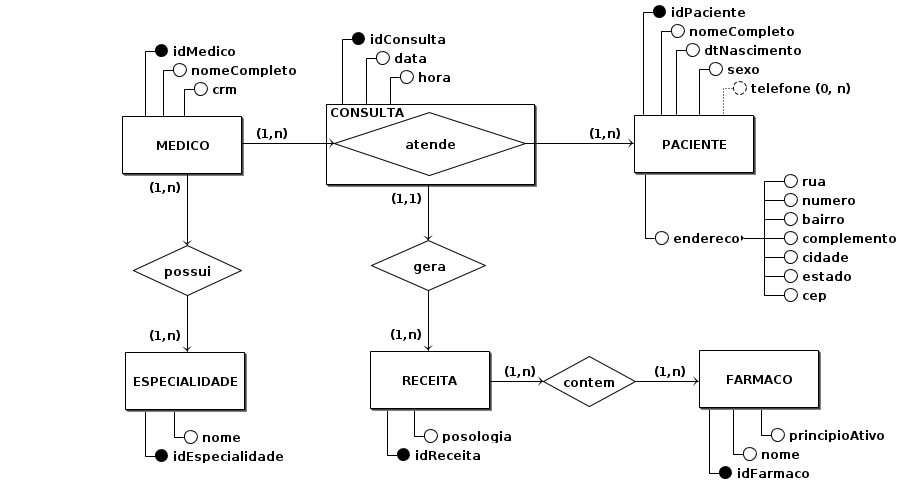 idPaciente
nomeCompleto
dtNascimento
sexo
telefone (0, n)
idConsulta
data
hora
idMedico
nomeCompleto
crm
CONSULTA
MEDICO
(1,n)
atende
(1,n)
PACIENTE
(1,n)
(1,1)
rua
numero
bairro
endereco
complemento
cidade
estado
cep
possui
gera
(1,n)
(1,n)
ESPECIALIDADE
RECEITA
(1,n)
contem
(1,n)
FARMACO
nome
idEspecialidade
posologia
idReceita
principioAtivo
nome
idFarmaco